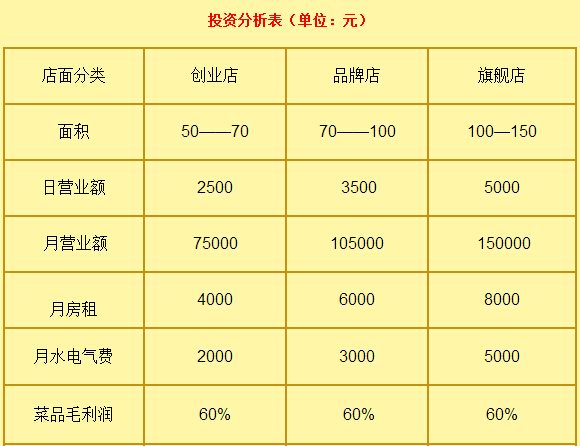 投资分析表（单位：元）
店面分类 创业店 品牌店 旗舰店
面积 50——70 70——100 100—150
日营业额 2500 3500 5000
月营业额 75000 105000 150000
月房租 4000 6000 8000
月水电气费 2000 3000 5000
菜品毛利润 60% 60% 60%